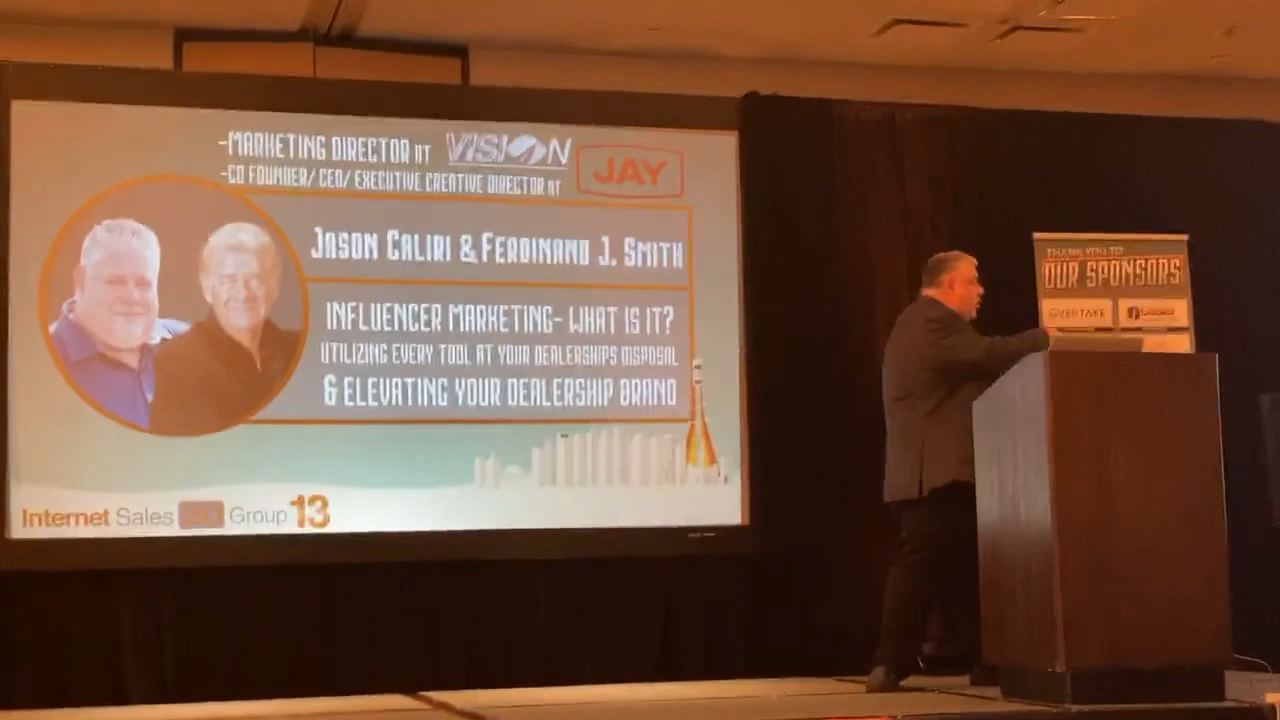 -MARKETING DIRECTOR AT VISION
-CO FOUNDER/ CEO/ EXECUTIVE CREATIVE DIRECTOR AT JAY
JASON CALIRI & FERDINAND J. SMITH
INFLUENCER MARKETING- WHAT IS IT?
UTILIZING EVERY TOOL AT YOUR DEALERSHIPS DISPOSAL
& ELEVATING YOUR DEALERSHIP BRAND
Internet Sales Group 13
THANK YOU TO
OUR SPONSORS
OVERTAKE